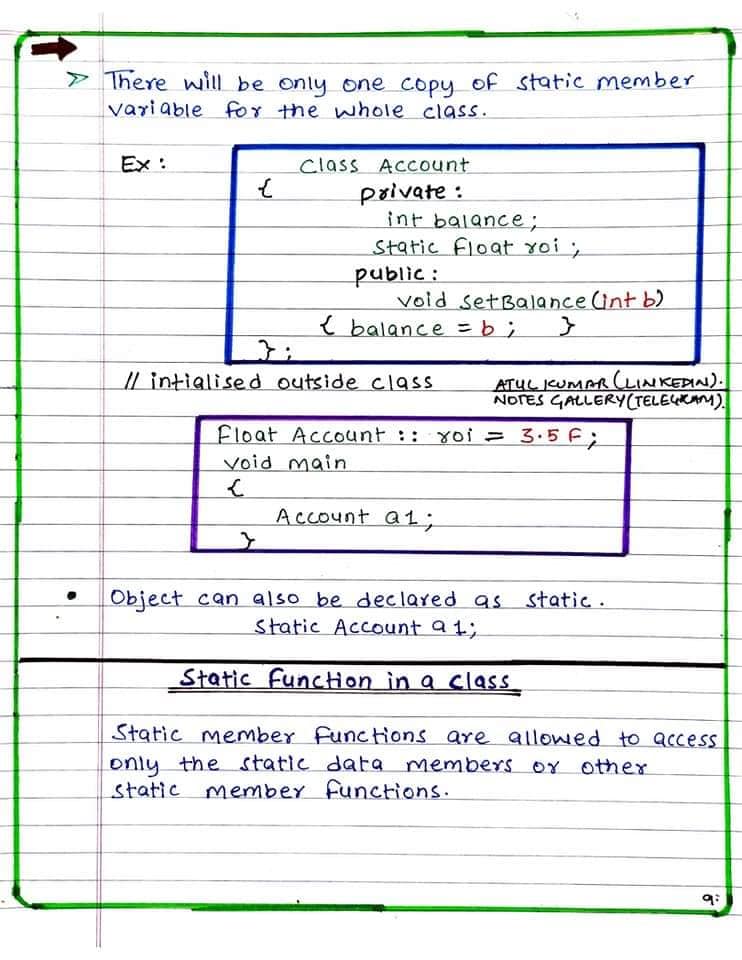 There will be only one copy of static member
variable for the whole class.
Ex :
Class Account
{ private :
int balance ;
Static Float roi ;
public :
void SetBalance (int b)
{ balance = b ; }
} ;
// intialised outside class
ATUL KUMAR (LINKEDIN).
NOTES GALLERY (TELEGRAM).
Float Account : : roi = 3.5 F ;
void main
{
Account a1 ;
}
• Object can also be declared as static .
Static Account a1;
Static Function in a class
Static member Functions are allowed to access
only the static data members or other
static member Functions.
9: